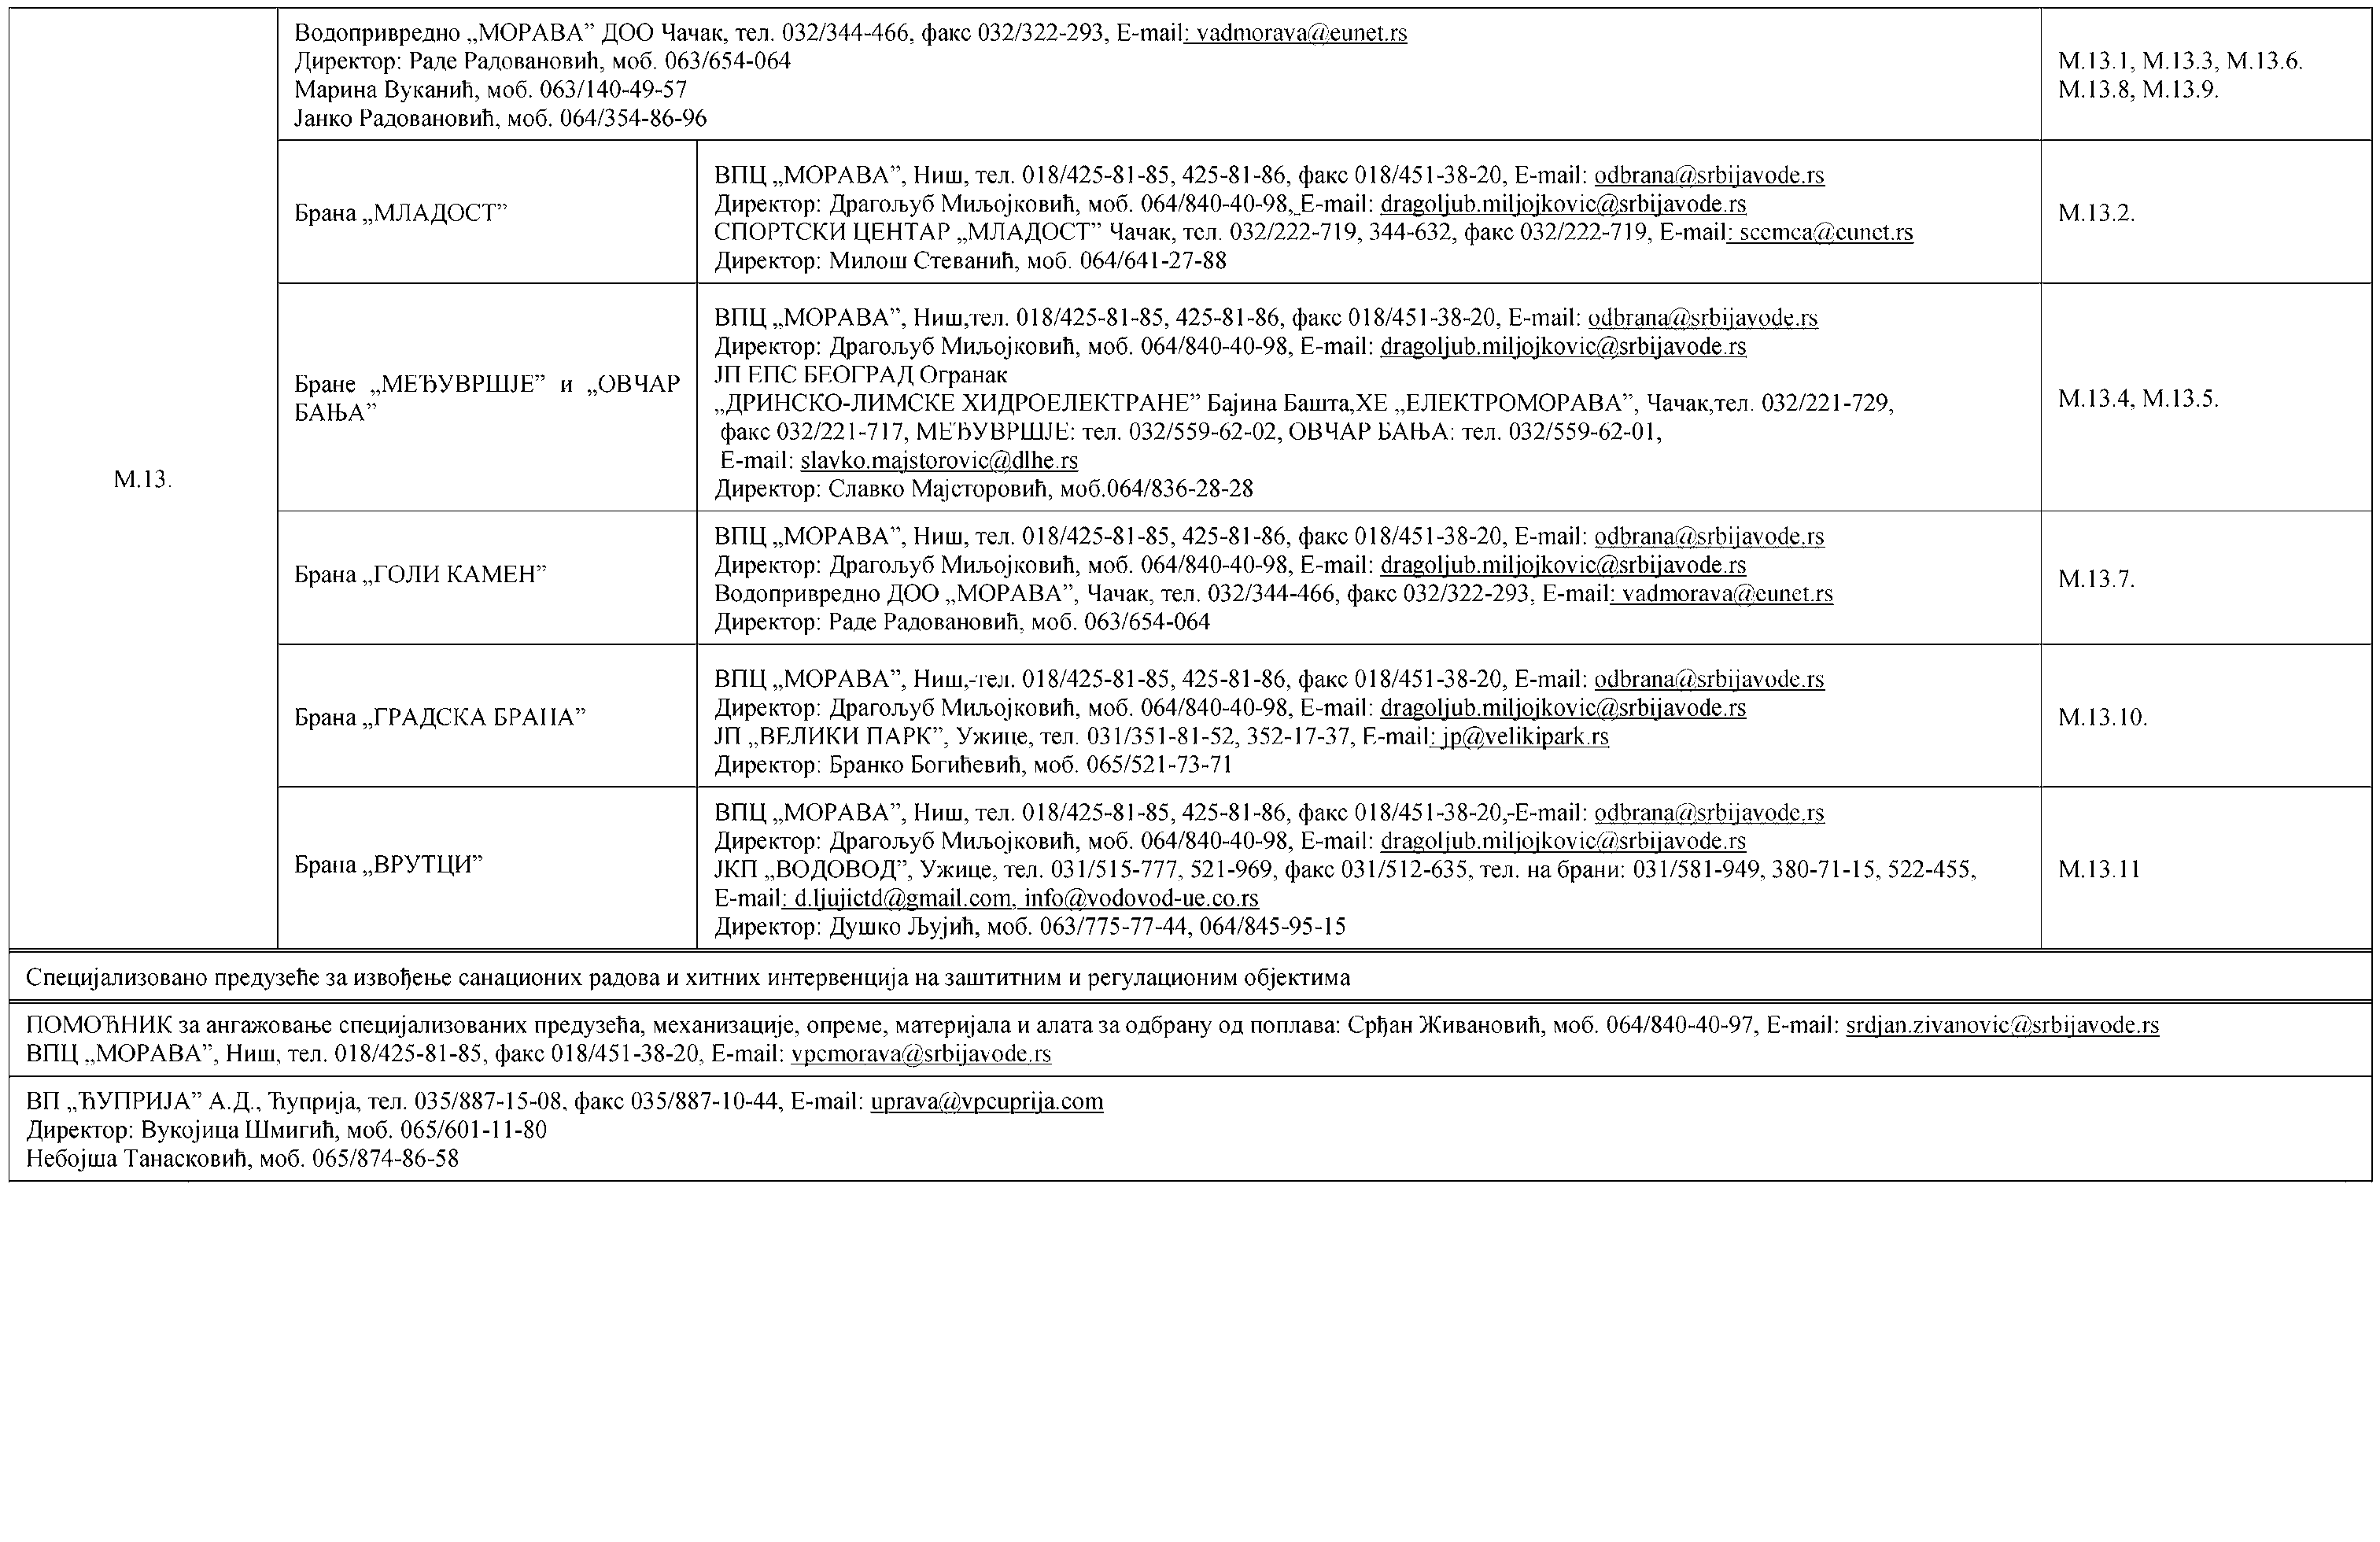 Водопривредно „МОРАВА” ДОО Чачак, тел. 032/344-466, факс 032/322-293, E-mail: vadmorava@eunet.rs
Директор: Раде Радовановић, моб. 063/654-064
Марина Вуканић, моб. 063/140-49-57
Јанко Радовановић, моб. 064/354-86-96
М.13.1, М.13.3, М.13.6.
М.13.8, М.13.9.
Брана „МЛАДОСТ”
ВПЦ „МОРАВА”, Ниш, тел. 018/425-81-85, 425-81-86, факс 018/451-38-20, E-mail: odbrana@srbijavode.rs
Директор: Драгољуб Миљојковић, моб. 064/840-40-98, E-mail: dragoljub.miljojkovic@srbijavode.rs
СПОРТСКИ ЦЕНТАР „МЛАДОСТ” Чачак, тел. 032/222-719, 344-632, факс 032/222-719, E-mail: sccmca@eunet.rs
Директор: Милош Стеванић, моб. 064/641-27-88
М.13.2.
М.13.
Бране „МЕЂУВРШЈЕ” и „ОВЧАР
БАЊА”
ВПЦ „МОРАВА”, Ниш,тел. 018/425-81-85, 425-81-86, факс 018/451-38-20, E-mail: odbrana@srbijavode.rs
Директор: Драгољуб Миљојковић, моб. 064/840-40-98, E-mail: dragoljub.miljojkovic@srbijavode.rs
ЈП ЕПС БЕОГРАД Огранак
„ДРИНСКО-ЛИМСКЕ ХИДРОЕЛЕКТРАНЕ” Бајина Башта,ХЕ „ЕЛЕКТРОМОРАВА”, Чачак,тел. 032/221-729,
факс 032/221-717, МЕЂУВРШЈЕ: тел. 032/559-62-02, ОВЧАР БАЊА: тел. 032/559-62-01,
E-mail: slavko.majstorovic@dlhe.rs
Директор: Славко Мајсторовић, моб.064/836-28-28
М.13.4, М.13.5.
Брана „ГОЛИ КАМЕН”
ВПЦ „МОРАВА”, Ниш, тел. 018/425-81-85, 425-81-86, факс 018/451-38-20, E-mail: odbrana@srbijavode.rs
Директор: Драгољуб Миљојковић, моб. 064/840-40-98, E-mail: dragoljub.miljojkovic@srbijavode.rs
Водопривредно ДОО „МОРАВА”, Чачак, тел. 032/344-466, факс 032/322-293, E-mail: vadmorava@eunet.rs
Директор: Раде Радовановић, моб. 063/654-064
М.13.7.
Брана „ГРАДСКА БРАНА”
ВПЦ „МОРАВА”, Ниш,-тел. 018/425-81-85, 425-81-86, факс 018/451-38-20, E-mail: odbrana@srbijavode.rs
Директор: Драгољуб Миљојковић, моб. 064/840-40-98, E-mail: dragoljub.miljojkovic@srbijavode.rs
ЈП „ВЕЛИКИ ПАРК”, Ужице, тел. 031/351-81-52, 352-17-37, E-mail: jp@velikipark.rs
Директор: Бранко Богићевић, моб. 065/521-73-71
М.13.10.
Брана „ВРУТЦИ”
ВПЦ „МОРАВА”, Ниш, тел. 018/425-81-85, 425-81-86, факс 018/451-38-20,-E-mail: odbrana@srbijavode.rs
Директор: Драгољуб Миљојковић, моб. 064/840-40-98, E-mail: dragoljub.miljojkovic@srbijavode.rs
ЈКП „ВОДОВОД”, Ужице, тел. 031/515-777, 521-969, факс 031/512-635, тел. на брани: 031/581-949, 380-71-15, 522-455,
E-mail: d.ljujictd@gmail.com, info@vodovod-ue.co.rs
Директор: Душко Љујић, моб. 063/775-77-44, 064/845-95-15
М.13.11
Специјализовано предузеће за извођење санационих радова и хитних интервенција на заштитним и регулационим објектима
ПОМОЋНИК за ангажовање специјализованих предузећа, механизације, опреме, материјала и алата за одбрану од поплава: Срђан Живановић, моб. 064/840-40-97, E-mail: srdjan.zivanovic@srbijavode.rs
ВПЦ „МОРАВА”, Ниш, тел. 018/425-81-85, факс 018/451-38-20, E-mail: vpcmorava@srbijavode.rs
ВП „ЋУПРИЈА” А.Д., Ћуприја, тел. 035/887-15-08, факс 035/887-10-44, E-mail: uprava@vpcuprija.com
Директор: Вукојица Шмигић, моб. 065/601-11-80
Небојша Танасковић, моб. 065/874-86-58